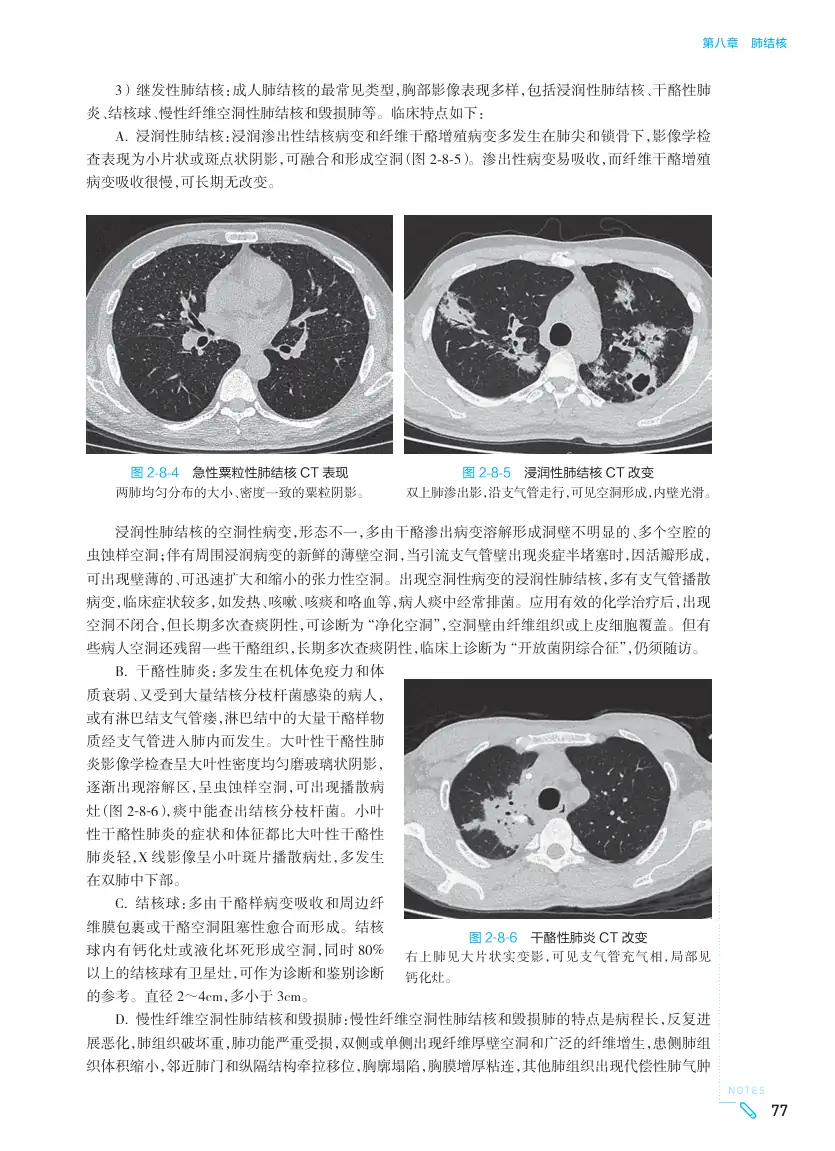 第八章 肺结核
3）继发性肺结核：成人肺结核的最常见类型，胸部影像表现多样，包括浸润性肺结核、干酪性肺
炎、结核球、慢性纤维空洞性肺结核和毁损肺等。临床特点如下：
A. 浸润性肺结核：浸润渗出性结核病变和纤维干酪增殖病变多发生在肺尖和锁骨下，影像学检
查表现为小片状或斑点状阴影，可融合和形成空洞（图 2-8-5）。渗出性病变易吸收，而纤维干酪增殖
病变吸收很慢，可长期无改变。
图 2-8-4 急性粟粒性肺结核 CT 表现
两肺均匀分布的大小、密度一致的粟粒阴影。
图 2-8-5 浸润性肺结核 CT 改变
双上肺渗出影，沿支气管走行，可见空洞形成，内壁光滑。
浸润性肺结核的空洞性病变，形态不一，多由干酪渗出病变溶解形成洞壁不明显的、多个空腔的
虫蚀样空洞；伴有周围浸润病变的新鲜的薄壁空洞，当引流支气管壁出现炎症半堵塞时，因活瓣形成，
可出现壁薄的、可迅速扩大和缩小的张力性空洞。出现空洞性病变的浸润性肺结核，多有支气管播散
病变，临床症状较多，如发热、咳嗽、咳痰和咯血等，病人痰中经常排菌。应用有效的化学治疗后，出现
空洞不闭合，但长期多次查痰阴性，可诊断为“净化空洞”，空洞壁由纤维组织或上皮细胞覆盖。但有
些病人空洞还残留一些干酪组织，长期多次查痰阴性，临床上诊断为“开放菌阴综合征”，仍须随访。
B. 干酪性肺炎：多发生在机体免疫力和体
质衰弱、又受到大量结核分枝杆菌感染的病人，
或有淋巴结支气管瘘，淋巴结中的大量干酪样物
质经支气管进入肺内而发生。大叶性干酪性肺
炎影像学检查呈大叶性密度均匀磨玻璃状阴影，
逐渐出现溶解区，呈虫蚀样空洞，可出现播散病
灶（图 2-8-6），痰中能查出结核分枝杆菌。小叶
性干酪性肺炎的症状和体征都比大叶性干酪性
肺炎轻，X 线影像呈小叶斑片播散病灶，多发生
在双肺中下部。
C. 结核球：多由干酪样病变吸收和周边纤
维膜包裹或干酪空洞阻塞性愈合而形成。结核
球内有钙化灶或液化坏死形成空洞，同时 80%
以上的结核球有卫星灶，可作为诊断和鉴别诊断
的参考。直径 2～4cm，多小于 3cm。
图 2-8-6 干酪性肺炎 CT 改变
右上肺见大片状实变影，可见支气管充气相，局部见
钙化灶。
D. 慢性纤维空洞性肺结核和毁损肺：慢性纤维空洞性肺结核和毁损肺的特点是病程长，反复进
展恶化，肺组织破坏重，肺功能严重受损，双侧或单侧出现纤维厚壁空洞和广泛的纤维增生，患侧肺组
织体积缩小，邻近肺门和纵隔结构牵拉移位，胸廓塌陷，胸膜增厚粘连，其他肺组织出现代偿性肺气肿
NOTES
77